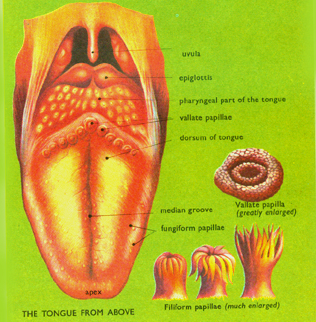 uvula
epiglottis
pharyngeal part of the tongue
vallate papillae
dorsum of tongue
Vallate papilla
(greatly enlarged)
median groove
fungiform papillae
apex
Filiform papillae (much enlarged)
THE TONGUE FROM ABOVE